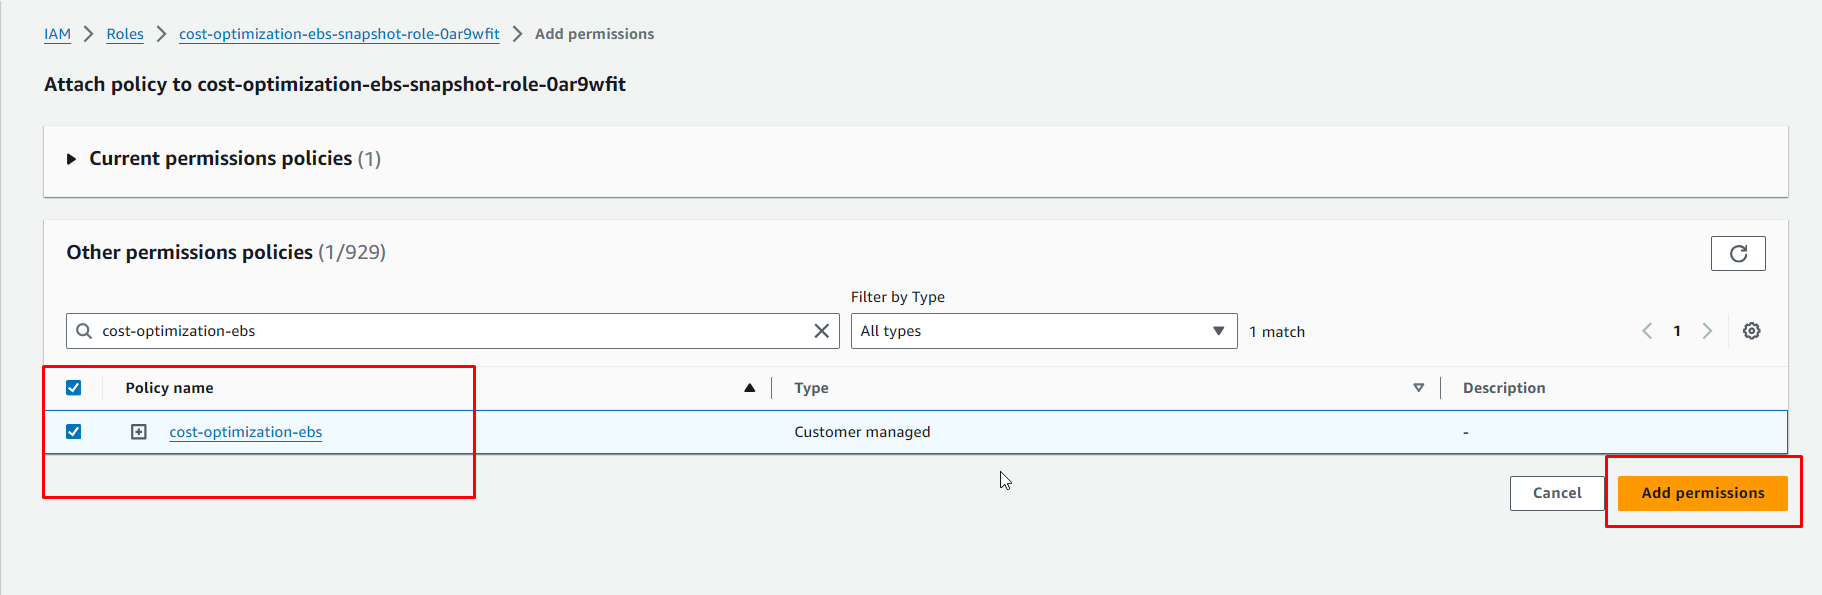 IAM > Roles > cost-optimization-ebs-snapshot-role-0ar9wfit > Add permissions
Attach policy to cost-optimization-ebs-snapshot-role-0ar9wfit
Current permissions policies (1)
Other permissions policies (1/929)
Filter by Type
cost-optimization-ebs All types 1 match 1
Policy name Type Description
cost-optimization-ebs Customer managed -
Cancel Add permissions